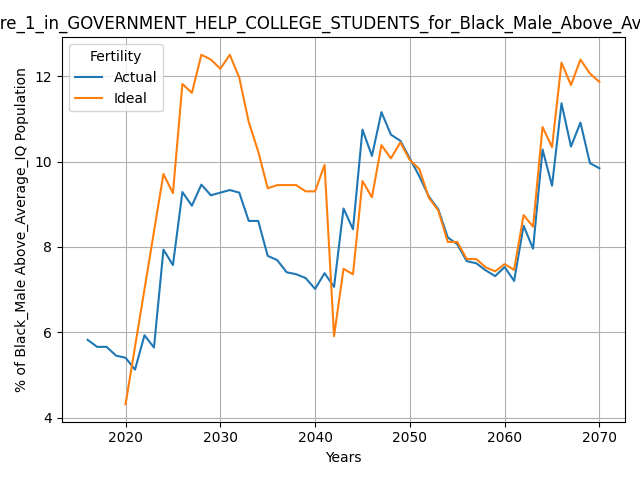 re_1_in_GOVERNMENT_HELP_COLLEGE_STUDENTS_for_Black_Male_Above_Av
Fertility
Actual
Ideal
% of Black_Male Above_Average_IQ Population
12
10
8
6
4
2020 2030 2040 2050 2060 2070
Years